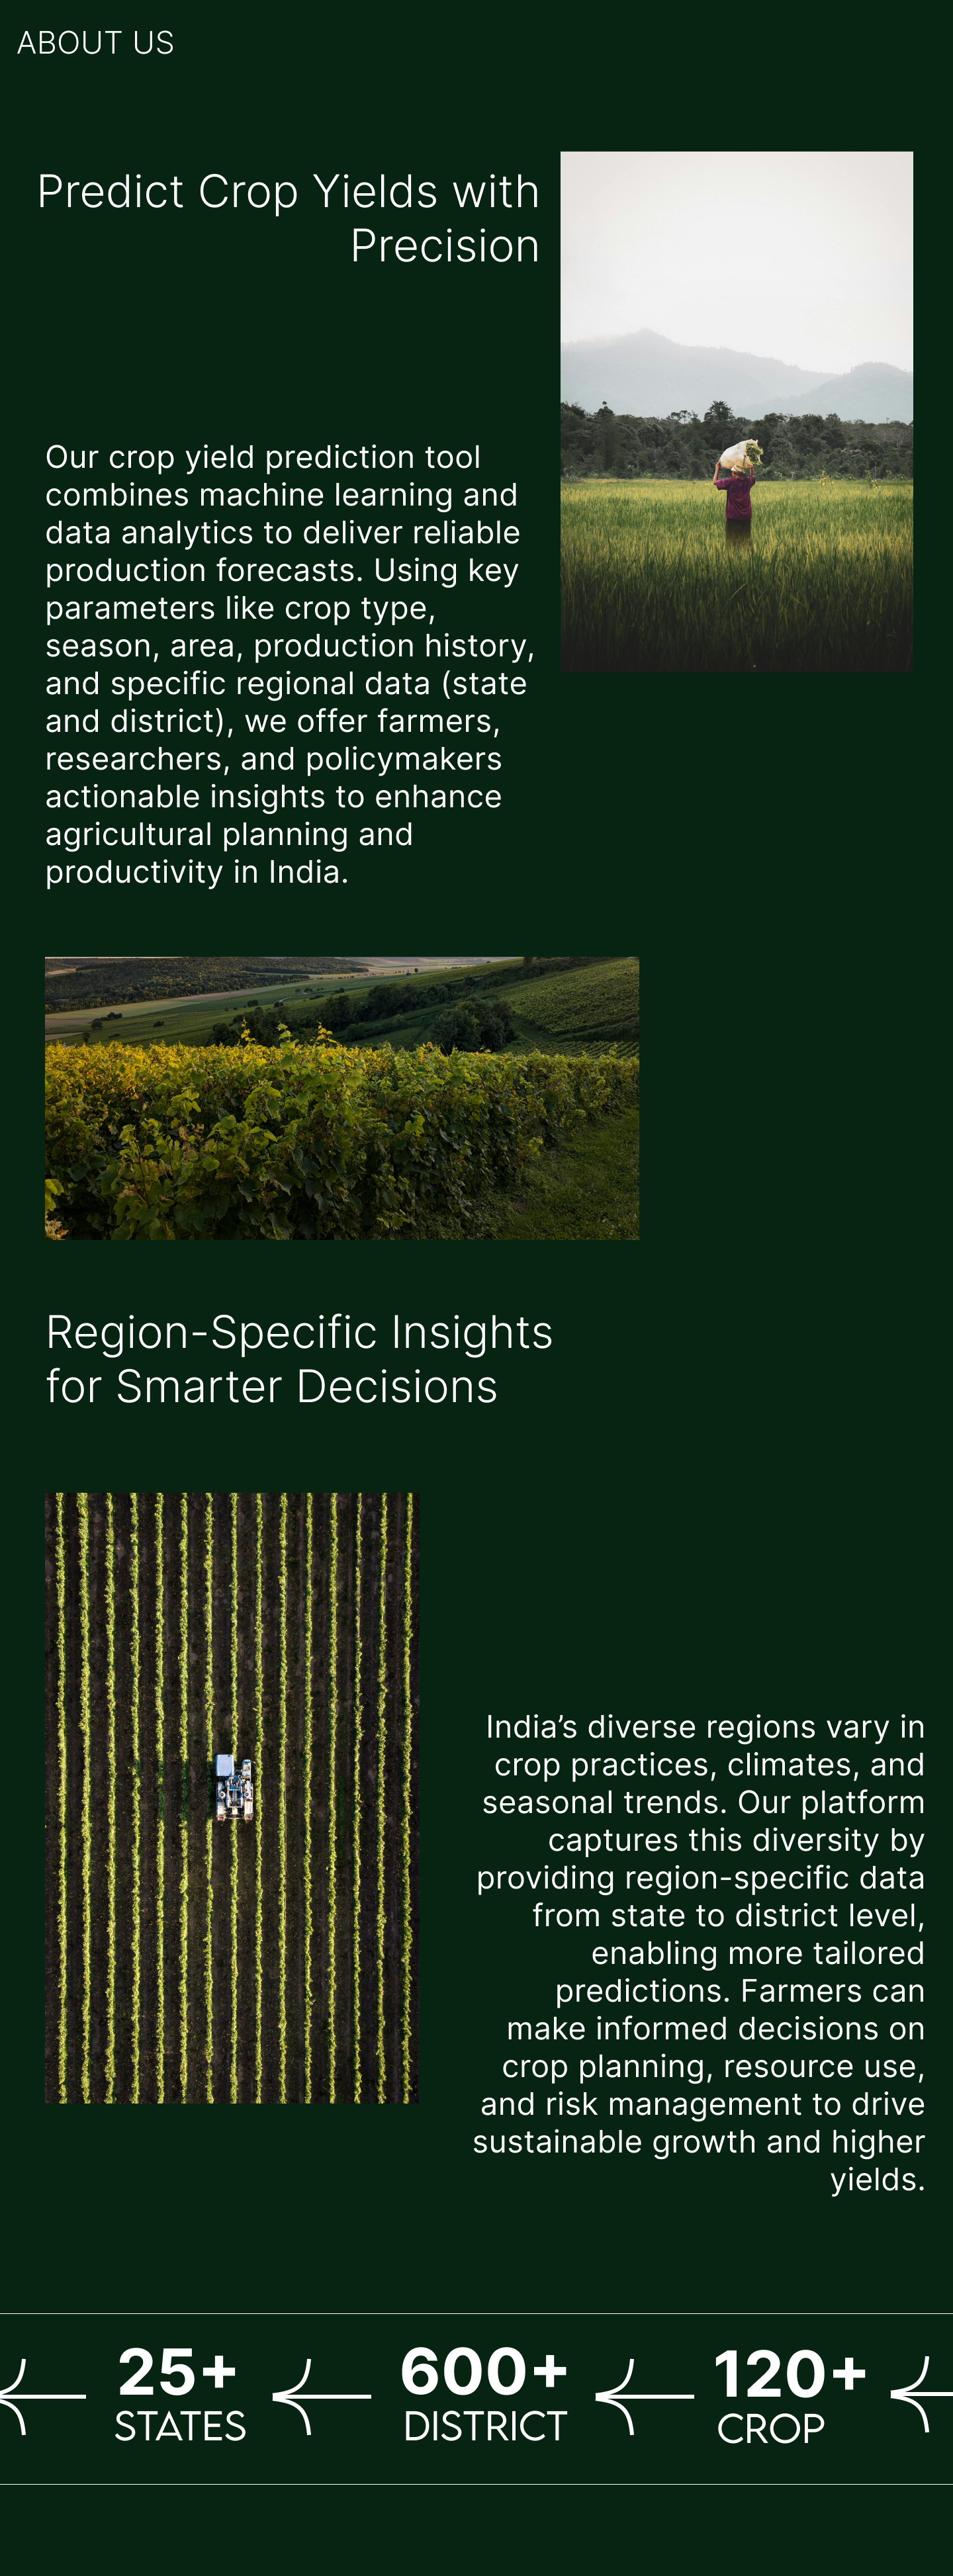 ABOUT US
Predict Crop Yields with
Precision
Our crop yield prediction tool
combines machine learning and
data analytics to deliver reliable
production forecasts. Using key
parameters like crop type,
season, area, production history,
and specific regional data (state
and district), we offer farmers,
researchers, and policymakers
actionable insights to enhance
agricultural planning and
productivity in India.
Region-Specific Insights
for Smarter Decisions
India’s diverse regions vary in
crop practices, climates, and
seasonal trends. Our platform
captures this diversity by
providing region-specific data
from state to district level,
enabling more tailored
predictions. Farmers can
make informed decisions on
crop planning, resource use,
and risk management to drive
sustainable growth and higher
yields.
25+
STATES
600+
DISTRICT
120+
CROP